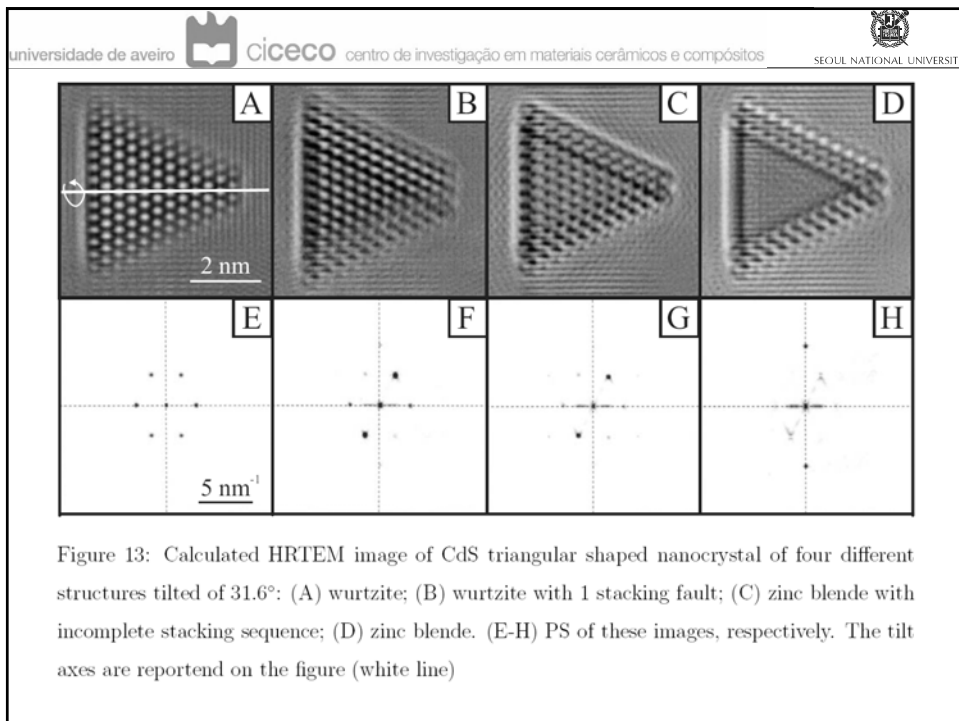 universidade de aveiro ciceco centro de investigação em materiais cerâmicos e compósitos
SEOUL NATIONAL UNIVERSIT
A B C D
2 nm
E F G H
5 nm⁻¹
Figure 13: Calculated HRTEM image of CdS triangular shaped nanocrystal of four different
structures tilted of 31.6°: (A) wurtzite; (B) wurtzite with 1 stacking fault; (C) zinc blende with
incomplete stacking sequence; (D) zinc blende. (E-H) PS of these images, respectively. The tilt
axes are reportend on the figure (white line)